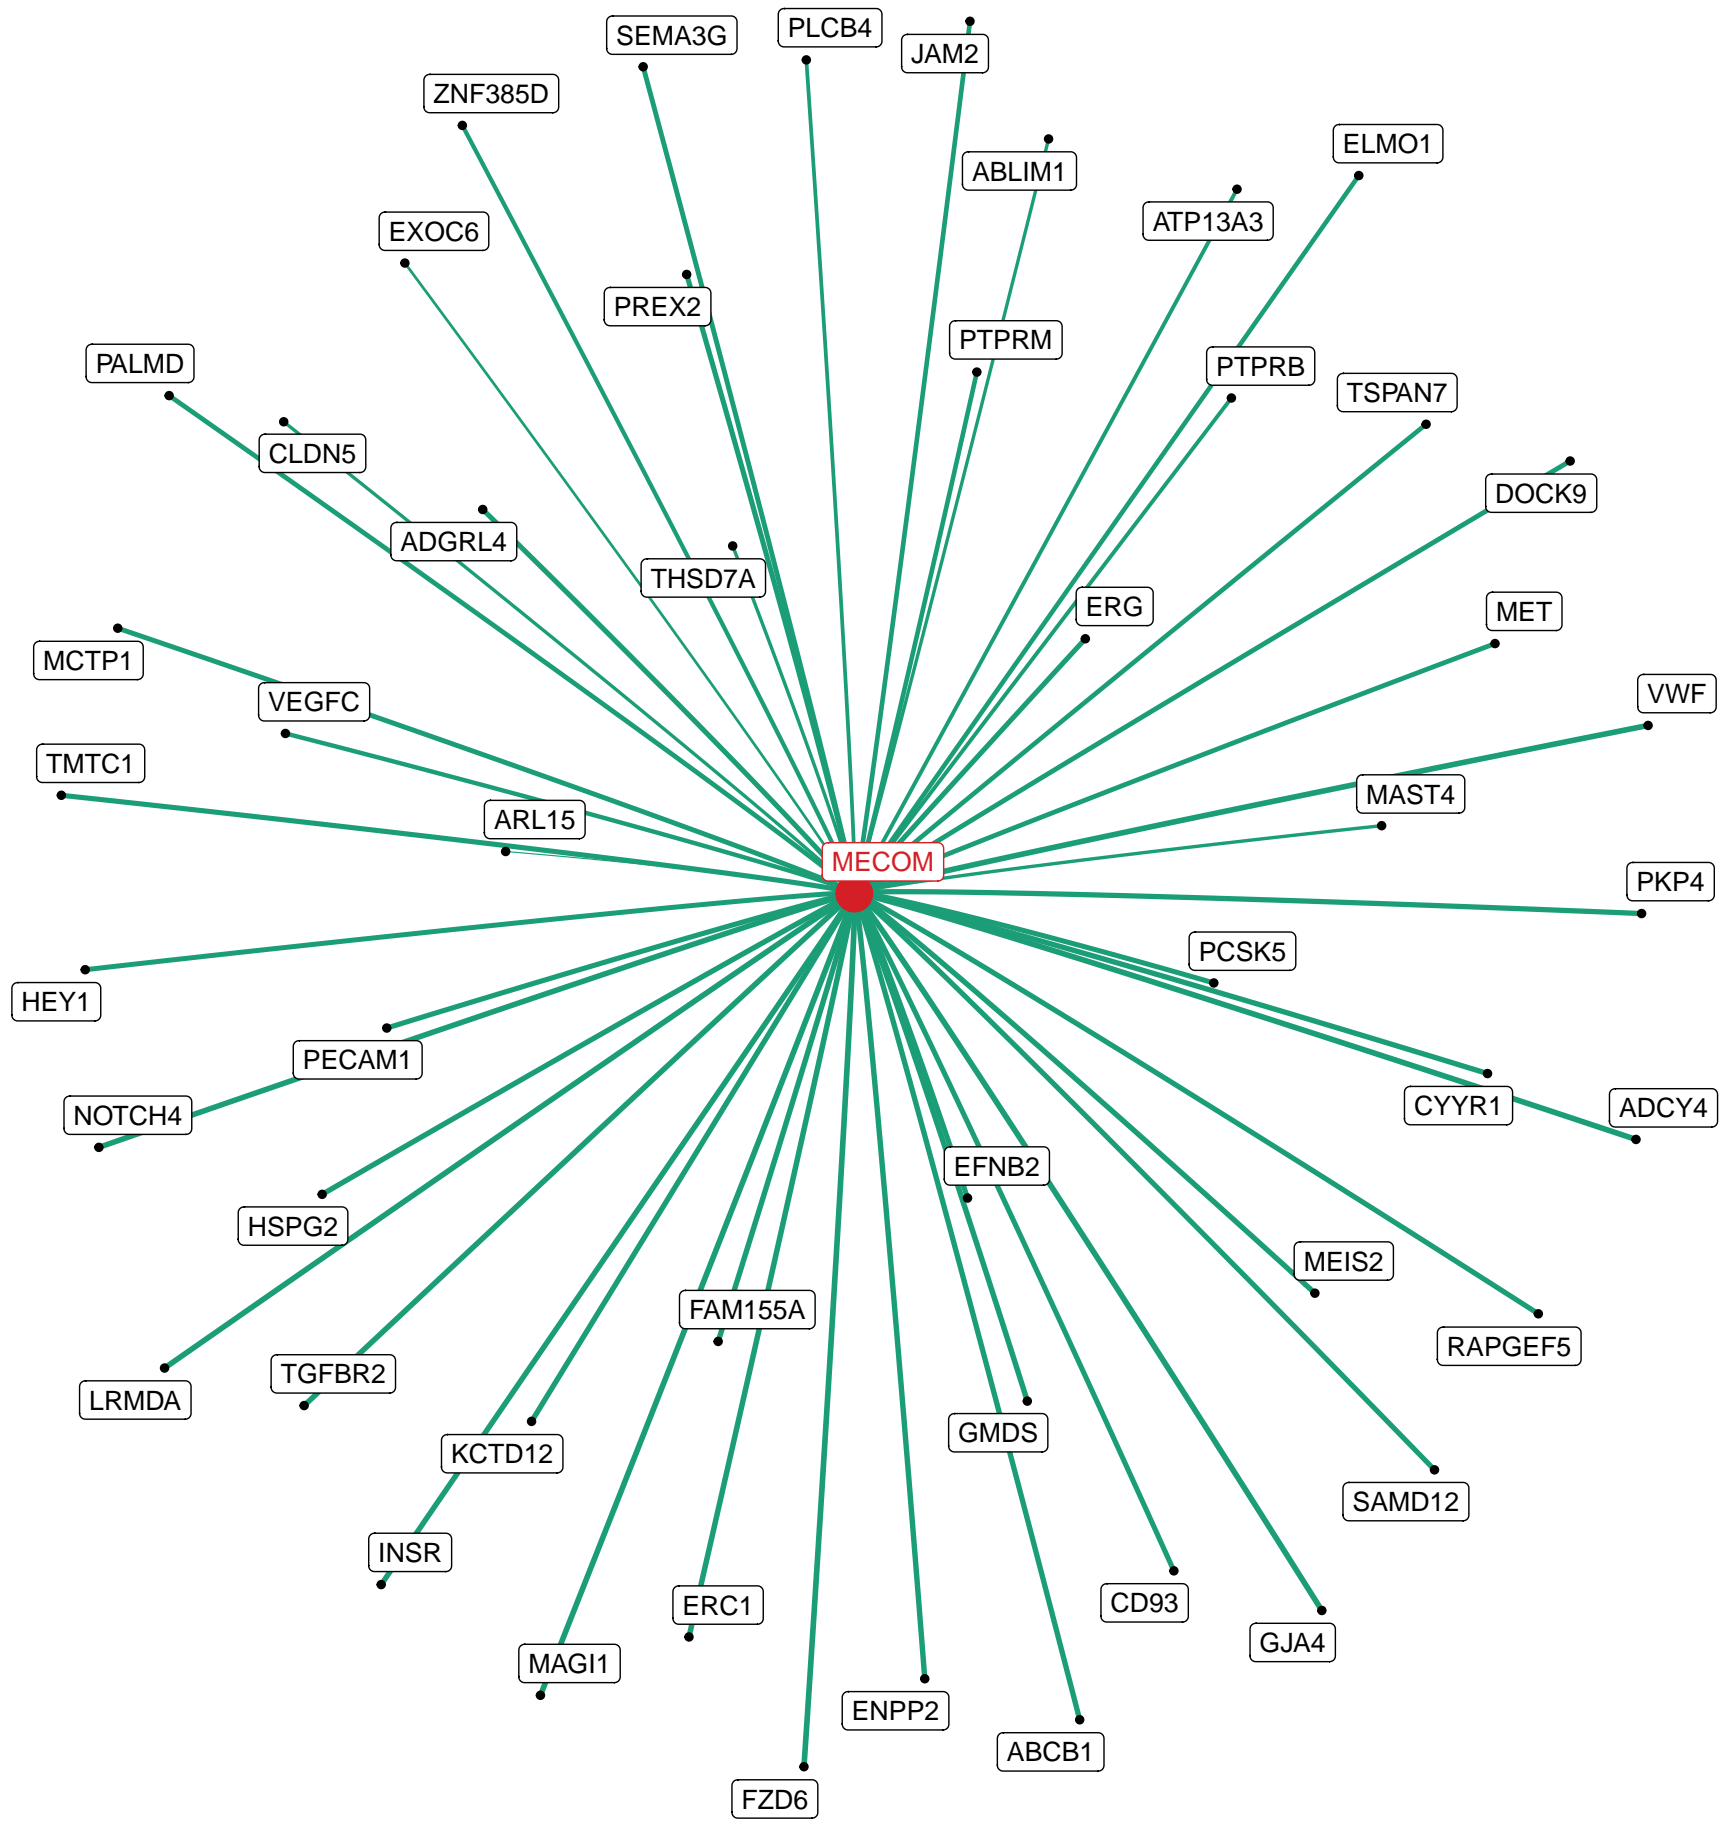 PLCB4
SEMA3G
JAM2
ZNF385D
ELMO1
ABLIM1
ATP13A3
EXOC6
PREX2
PTPRM
PALMD
PTPRB
TSPAN7
CLDN5
DOCK9
ADGRL4
THSD7A
ERG
MET
MCTP1
VWF
VEGFC
TMTC1
MAST4
ARL15
MECOM
PKP4
PCSK5
HEY1
PECAM1
CYYR1
ADCY4
NOTCH4
EFNB2
HSPG2
MEIS2
FAM155A
RAPGEF5
TGFBR2
LRMDA
GMDS
KCTD12
SAMD12
INSR
CD93
ERC1
GJA4
MAGI1
ENPP2
ABCB1
FZD6